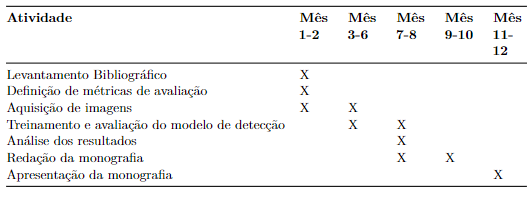 Atividade Mês Mês Mês Mês Mês
1-2 3-6 7-8 9-10 11-
12
Levantamento Bibliográfico X
Definição de métricas de avaliação X
Aquisição de imagens X X
Treinamento e avaliação do modelo de detecção X X
Análise dos resultados X
Redação da monografia X X
Apresentação da monografia X